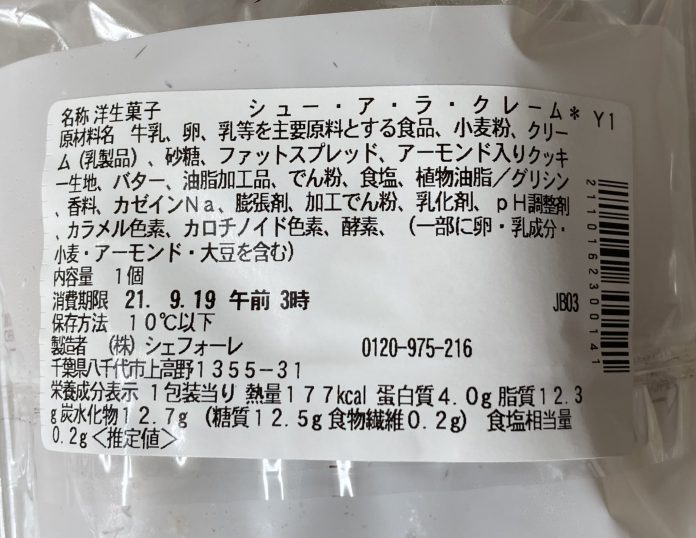 名称 洋生菓子　　シュー・ア・ラ・クレーム＊ Y1
原材料名 牛乳、卵、乳等を主要原料とする食品、小麦粉、クリー
ム（乳製品）、砂糖、ファットスプレッド、アーモンド入りクッキ
ー生地、バター、油脂加工品、でん粉、食塩、植物油脂／グリシン
、香料、カゼインＮａ、膨張剤、加工でん粉、乳化剤、ｐＨ調整剤
、カラメル色素、カロチノイド色素、酵素、（一部に卵・乳成分・
小麦・アーモンド・大豆を含む）
内容量 １個
消費期限 21. 9.19 午前 3時　　JB03
保存方法 １０℃以下
製造者 （株）シェフォーレ　　0120-975-216
千葉県八千代市上高野１３５５-３１
栄養成分表示 １包装当り 熱量１７７kcal 蛋白質４.０g 脂質１２.３
g 炭水化物１２.７g （糖質１２.５g 食物繊維０.２g） 食塩相当量
０.２g＜推定値＞
2110162300141